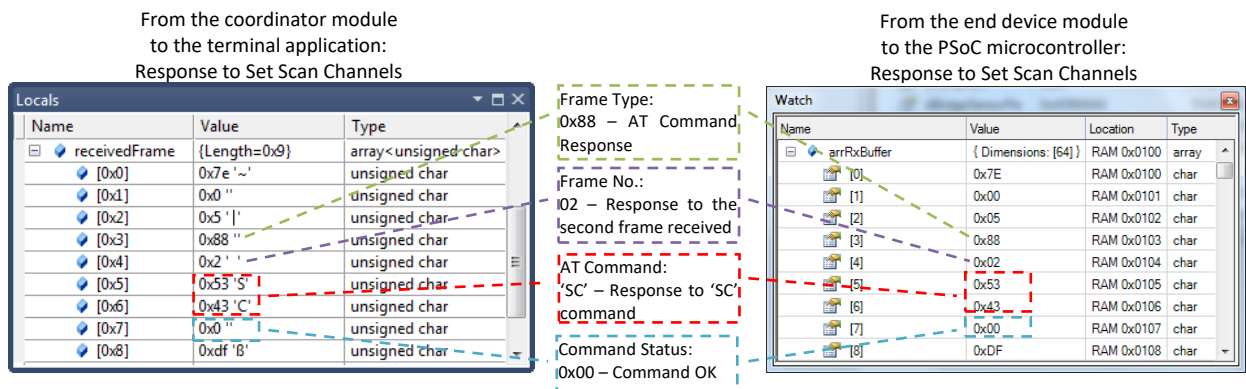 From the coordinator module
to the terminal application:
Response to Set Scan Channels
Locals
Name Value Type
receivedFrame {Length=0x9} array<unsigned char>
[0x0] 0x7e '~' unsigned char
[0x1] 0x0 '' unsigned char
[0x2] 0x5 '|' unsigned char
[0x3] 0x88 '' unsigned char
[0x4] 0x2 ' ' unsigned char
[0x5] 0x53 'S' unsigned char
[0x6] 0x43 'C' unsigned char
[0x7] 0x0 '' unsigned char
[0x8] 0xdf 'ß' unsigned char
Frame Type:
0x88 – AT Command
Response
Frame No.:
02 – Response to the
second frame received
AT Command:
'SC' – Response to 'SC'
command
Command Status:
0x00 – Command OK
From the end device module
to the PSoC microcontroller:
Response to Set Scan Channels
Watch
Name Value Location Type
arrRxBuffer { Dimensions: [64] } RAM 0x0100 array
[0] 0x7E RAM 0x0100 char
[1] 0x00 RAM 0x0101 char
[2] 0x05 RAM 0x0102 char
[3] 0x88 RAM 0x0103 char
[4] 0x02 RAM 0x0104 char
[5] 0x53 RAM 0x0105 char
[6] 0x43 RAM 0x0106 char
[7] 0x00 RAM 0x0107 char
[8] 0xDF RAM 0x0108 char